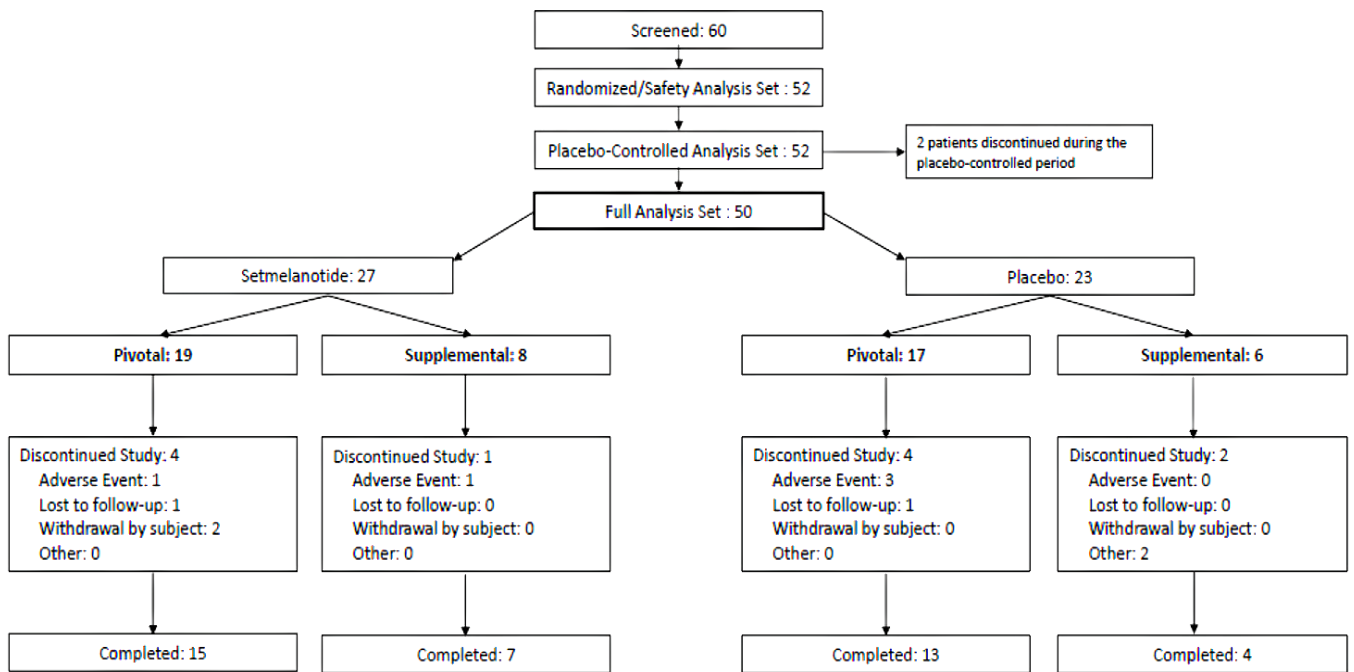 Screened: 60
Randomized/Safety Analysis Set : 52
Placebo-Controlled Analysis Set : 52
2 patients discontinued during the
placebo-controlled period
Full Analysis Set : 50
Setmelanotide: 27
Placebo: 23
Pivotal: 19
Supplemental: 8
Pivotal: 17
Supplemental: 6
Discontinued Study: 4
Adverse Event: 1
Lost to follow-up: 1
Withdrawal by subject: 2
Other: 0
Discontinued Study: 1
Adverse Event: 1
Lost to follow-up: 0
Withdrawal by subject: 0
Other: 0
Discontinued Study: 4
Adverse Event: 3
Lost to follow-up: 1
Withdrawal by subject: 0
Other: 0
Discontinued Study: 2
Adverse Event: 0
Lost to follow-up: 0
Withdrawal by subject: 0
Other: 2
Completed: 15
Completed: 7
Completed: 13
Completed: 4